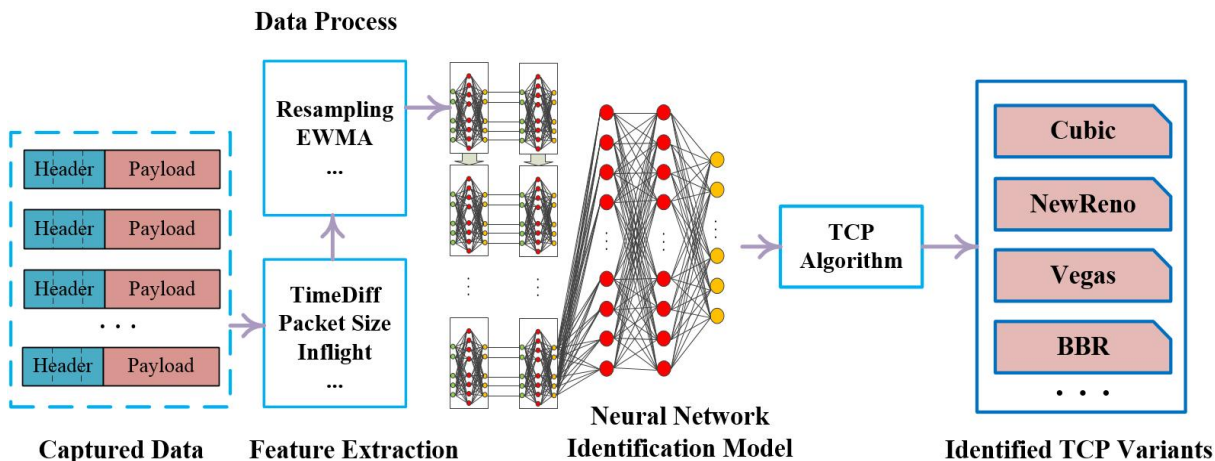 Data Process
Resampling
EWMA
...
Header Payload
Header Payload
Header Payload
. . .
Header Payload
TimeDiff
Packet Size
Inflight
...
TCP
Algorithm
Cubic
NewReno
Vegas
BBR
. . .
Captured Data
Feature Extraction
Neural Network
Identification Model
Identified TCP Variants